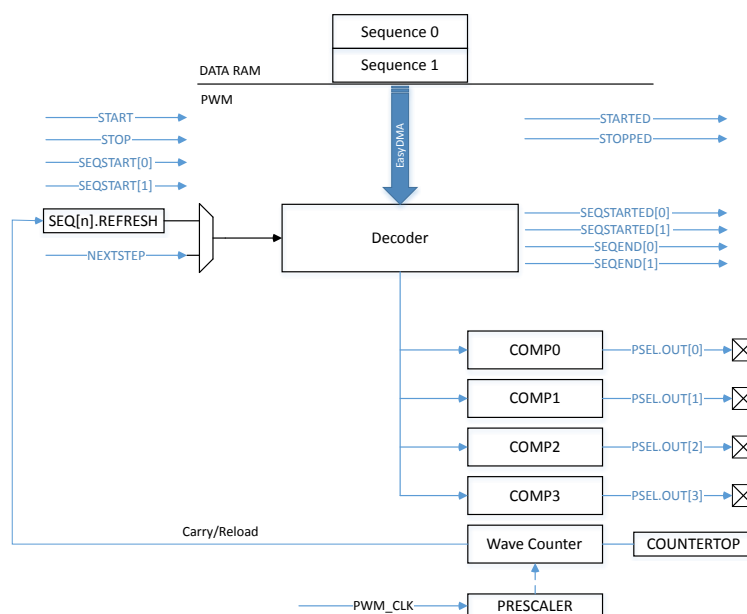 Sequence 0
Sequence 1
DATA RAM
PWM
START
STOP
SEQSTART[0]
SEQSTART[1]
EasyDMA
STARTED
STOPPED
SEQ[n].REFRESH
NEXTSTEP
Decoder
SEQSTARTED[0]
SEQSTARTED[1]
SEQEND[0]
SEQEND[1]
COMP0
PSEL.OUT[0]
COMP1
PSEL.OUT[1]
COMP2
PSEL.OUT[2]
COMP3
PSEL.OUT[3]
Carry/Reload
Wave Counter
COUNTERTOP
PWM_CLK
PRESCALER